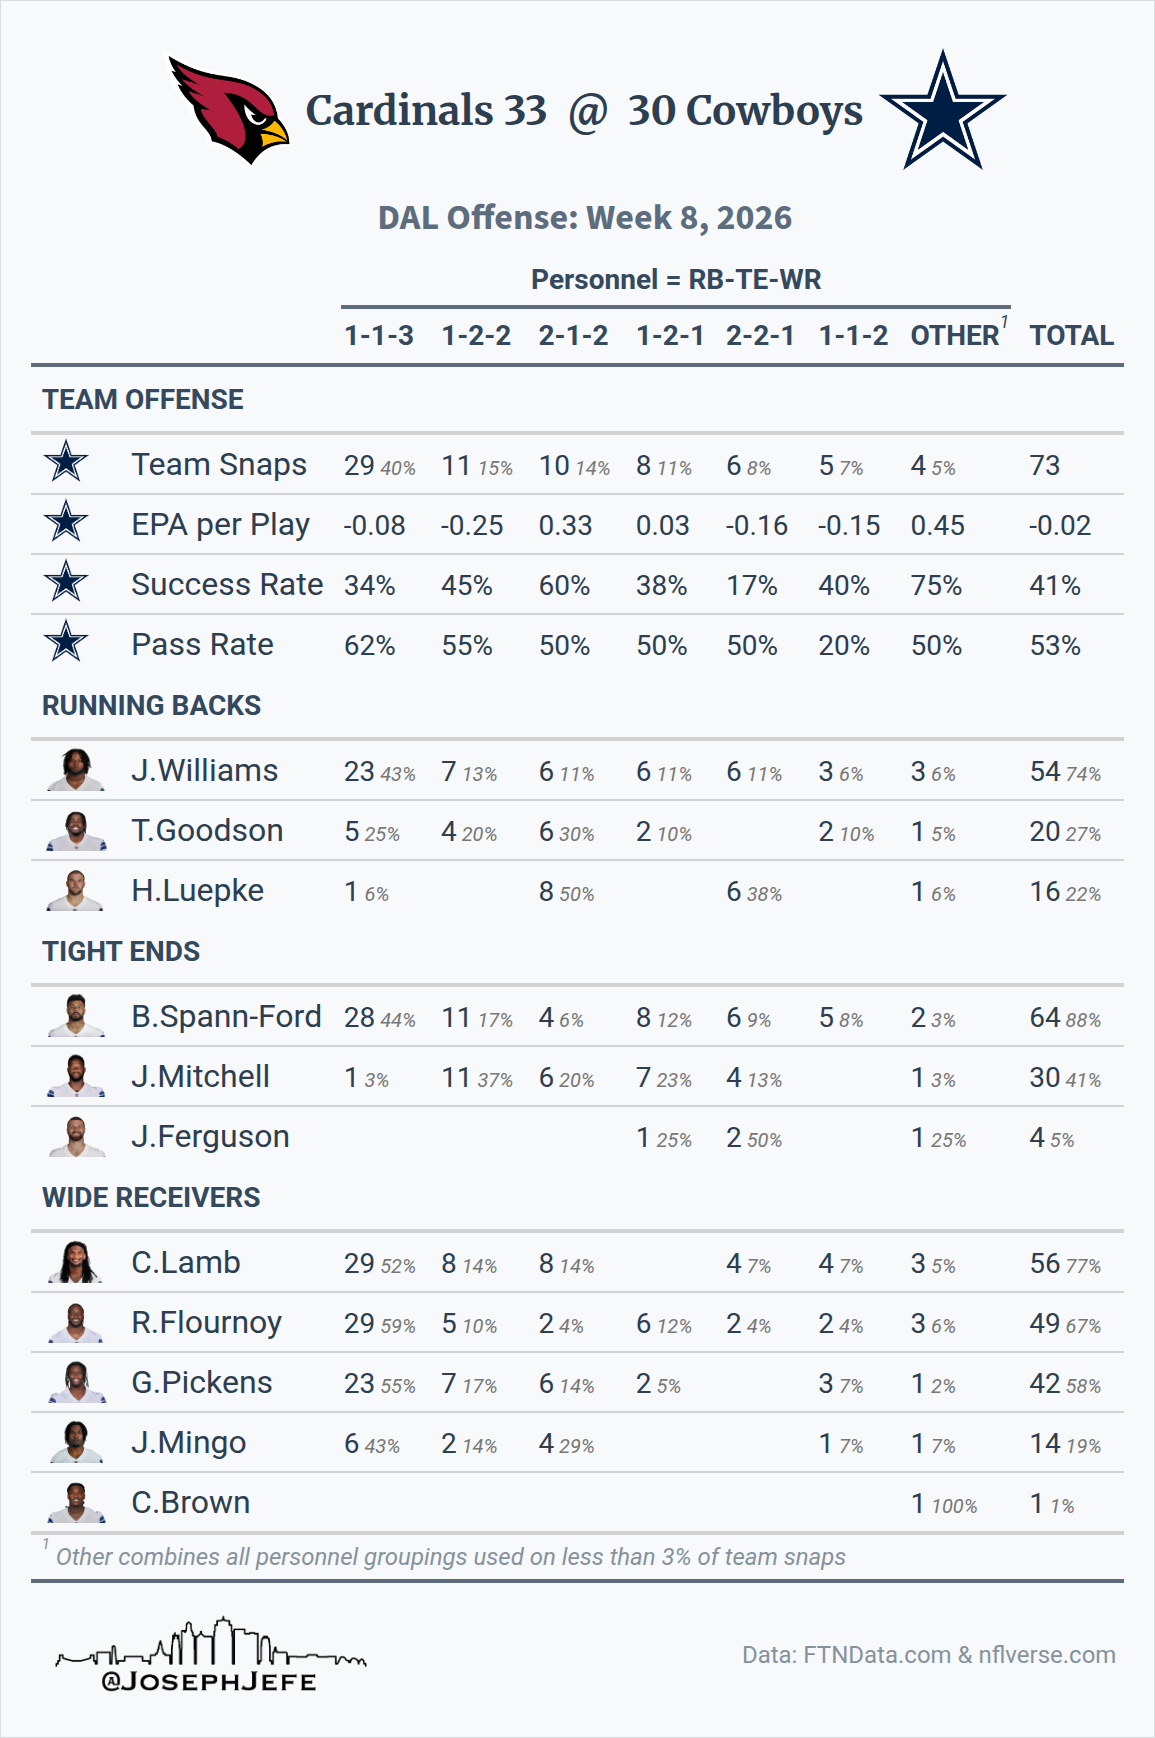 Cardinals 33 @ 30 Cowboys
DAL Offense: Week 8, 2026
Personnel = RB-TE-WR
1-1-3 1-2-2 2-1-2 1-2-1 2-2-1 1-1-2 OTHER1 TOTAL
TEAM OFFENSE
Team Snaps 29 40% 11 15% 10 14% 8 11% 6 8% 5 7% 4 5% 73
EPA per Play -0.08 -0.25 0.33 0.03 -0.16 -0.15 0.45 -0.02
Success Rate 34% 45% 60% 38% 17% 40% 75% 41%
Pass Rate 62% 55% 50% 50% 50% 20% 50% 53%
RUNNING BACKS
J.Williams 23 43% 7 13% 6 11% 6 11% 6 11% 3 6% 3 6% 54 74%
T.Goodson 5 25% 4 20% 6 30% 2 10% 2 10% 1 5% 20 27%
H.Luepke 1 6% 8 50% 6 38% 1 6% 16 22%
TIGHT ENDS
B.Spann-Ford 28 44% 11 17% 4 6% 8 12% 6 9% 5 8% 2 3% 64 88%
J.Mitchell 1 3% 11 37% 6 20% 7 23% 4 13% 1 3% 30 41%
J.Ferguson 1 25% 2 50% 1 25% 4 5%
WIDE RECEIVERS
C.Lamb 29 52% 8 14% 8 14% 4 7% 4 7% 3 5% 56 77%
R.Flournoy 29 59% 5 10% 2 4% 6 12% 2 4% 2 4% 3 6% 49 67%
G.Pickens 23 55% 7 17% 6 14% 2 5% 3 7% 1 2% 42 58%
J.Mingo 6 43% 2 14% 4 29% 1 7% 1 7% 14 19%
C.Brown 1 100% 1 1%
1 Other combines all personnel groupings used on less than 3% of team snaps
@JosephJefe
Data: FTNData.com & nflverse.com